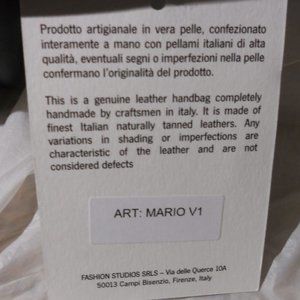 Prodotto artigianale in vera pelle, confezionato
interamente a mano con pellami italiani di alta
qualità, eventuali segni o imperfezioni nella pelle
confermano l'originalità del prodotto.
This is a genuine leather handbag completely
handmade by craftsmen in italy. It is made of
finest Italian naturally tanned leathers. Any
variations in shading or imperfections are
characteristic of the leather and are not
considered defects
ART: MARIO V1
FASHION STUDIOS SRLS – Via delle Querce 10A
50013 Campi Bisenzio, Firenze, Italy